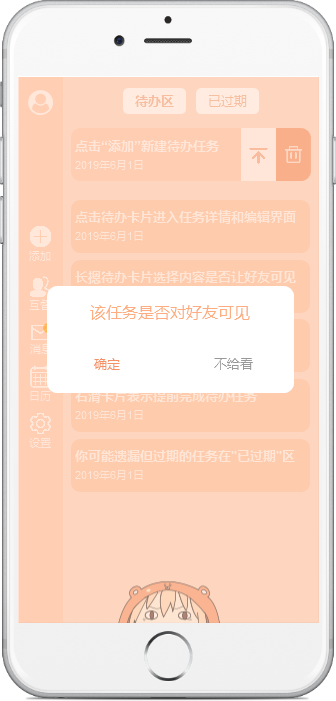 待办区
已过期
点击“添加”新建待办任务
2019年6月1日
点击待办卡片进入任务详情和编辑界面
2019年6月1日
添加
长摁待办卡片选择内容是否让好友可见
该任务是否对好友可见
确定
不给看
日历
右滑卡片表示提前完成待办任务
2019年6月1日
设置
你可能遗漏但过期的任务在“已过期”区
2019年6月1日